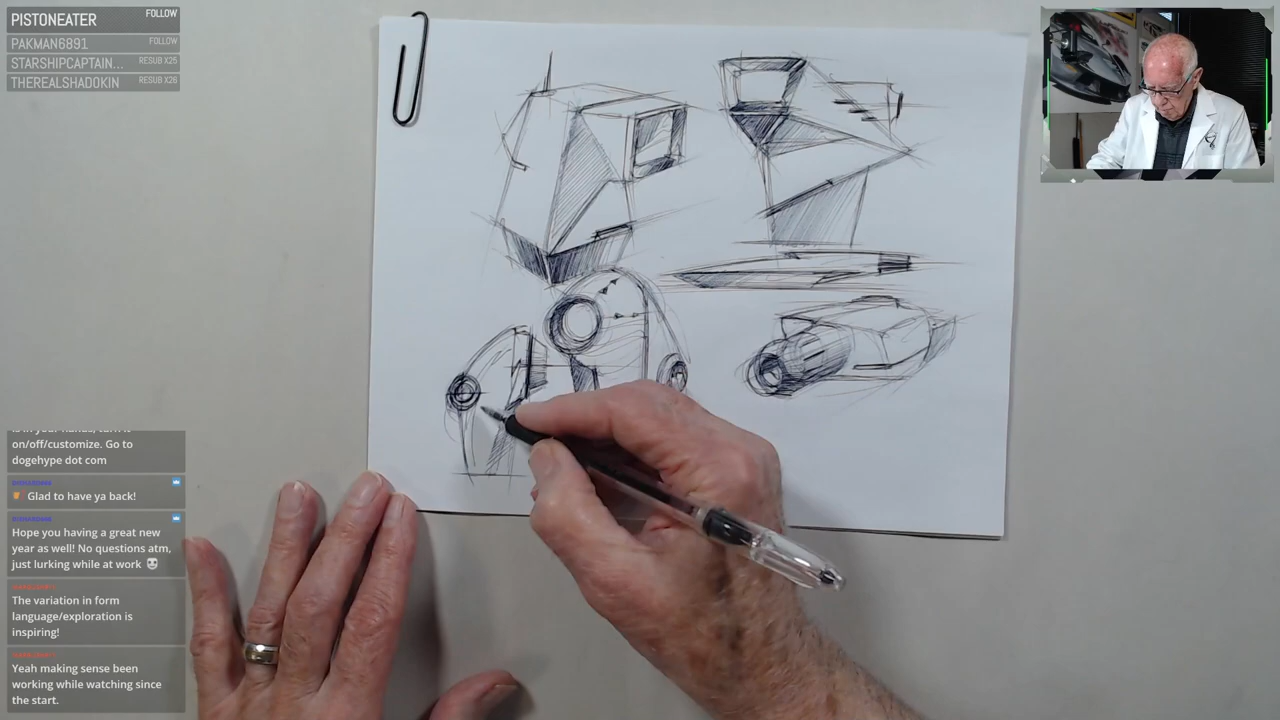 PISTONEATER
FOLLOW
PAKMAN6891
FOLLOW
STARSHIPCAPTAIN...
RESUB X25
THEREALSHADOKIN
RESUB X26
on/off/customize. Go to
dogehype dot com
Glad to have ya back!
Hope you having a great new
year as well! No questions atm,
just lurking while at work
The variation in form
language/exploration is
inspiring!
Yeah making sense been
working while watching since
the start.